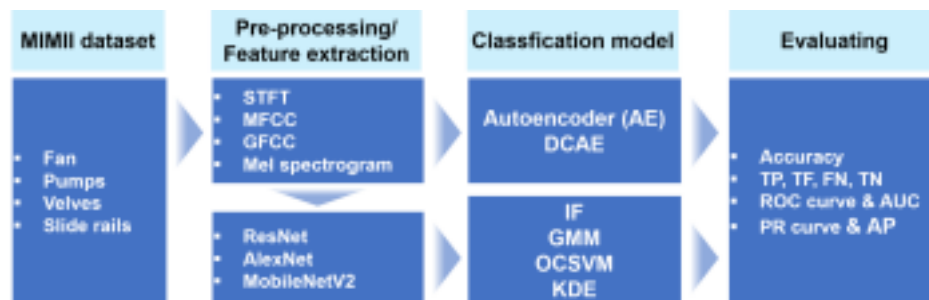 MIMII dataset
Pre-processing/
Feature extraction
Classfication model
Evaluating
• Fan
• Pumps
• Velves
• Slide rails
• STFT
• MFCC
• GFCC
• Mel spectrogram
• ResNet
• AlexNet
• MobileNetV2
Autoencoder (AE)
DCAE
IF
GMM
OCSVM
KDE
• Accuracy
• TP, TF, FN, TN
• ROC curve & AUC
• PR curve & AP